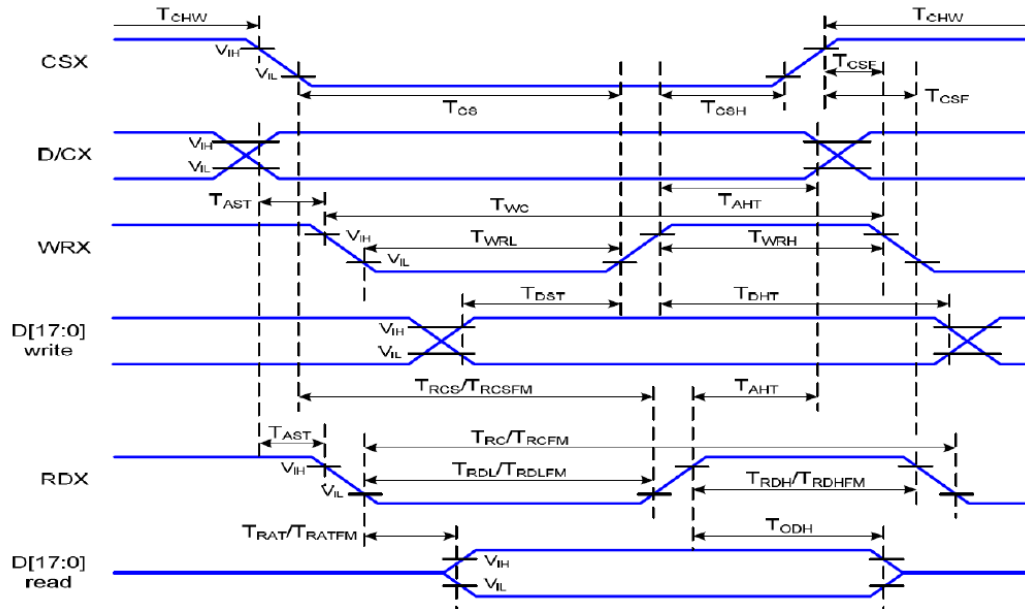 TCHW TCHW
CSX VIH TCSF
VIL TCS TCSH TCSF
D/CX VIH
VIL
TAST TWC TAHT
WRX VIH TWRL TWRH
VIL
TDST TDHT
D[17:0] VIH
write VIL
TRCS/TRCSFM TAHT
TAST TRC/TRCFM
RDX VIH TRDL/TRDLFM
VIL TRDH/TRDHFM
TRAT/TRATFM TODH
D[17:0] VIH
read VIL